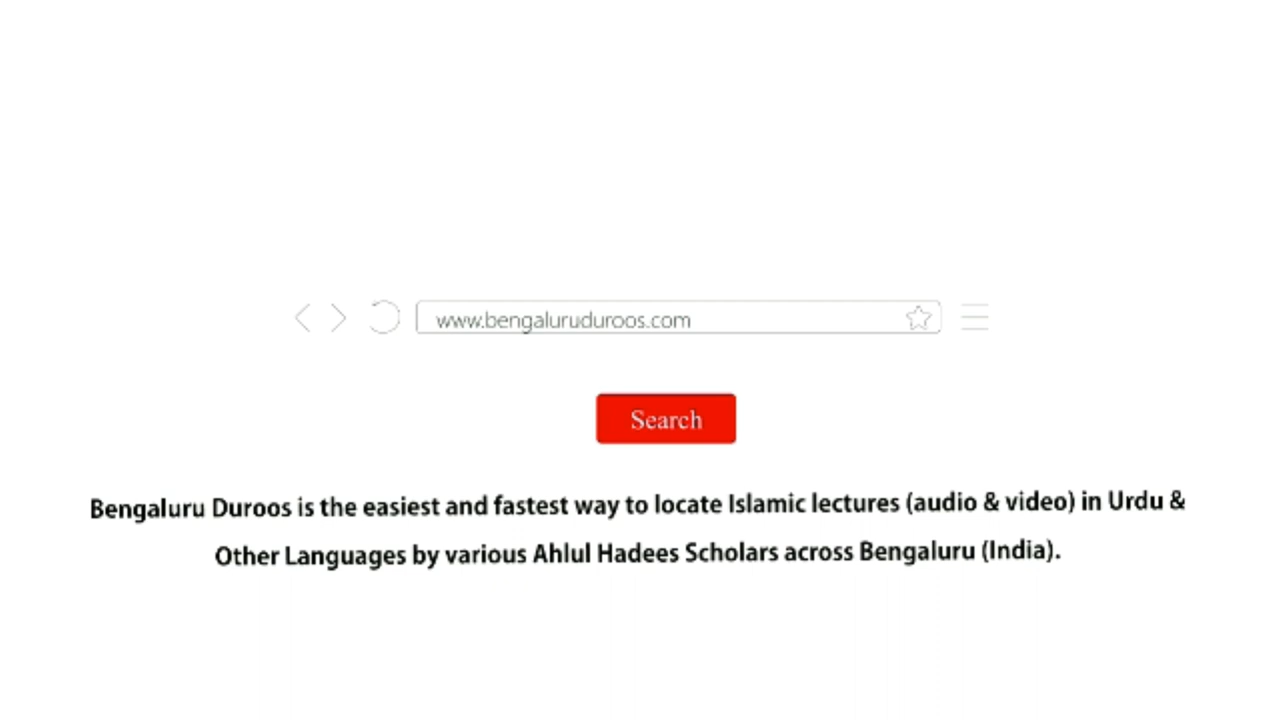 www.bengaluruduroos.com
Search
Bengaluru Duroos is the easiest and fastest way to locate Islamic lectures (audio & video) in Urdu &
Other Languages by various Ahlul Hadees Scholars across Bengaluru (India).